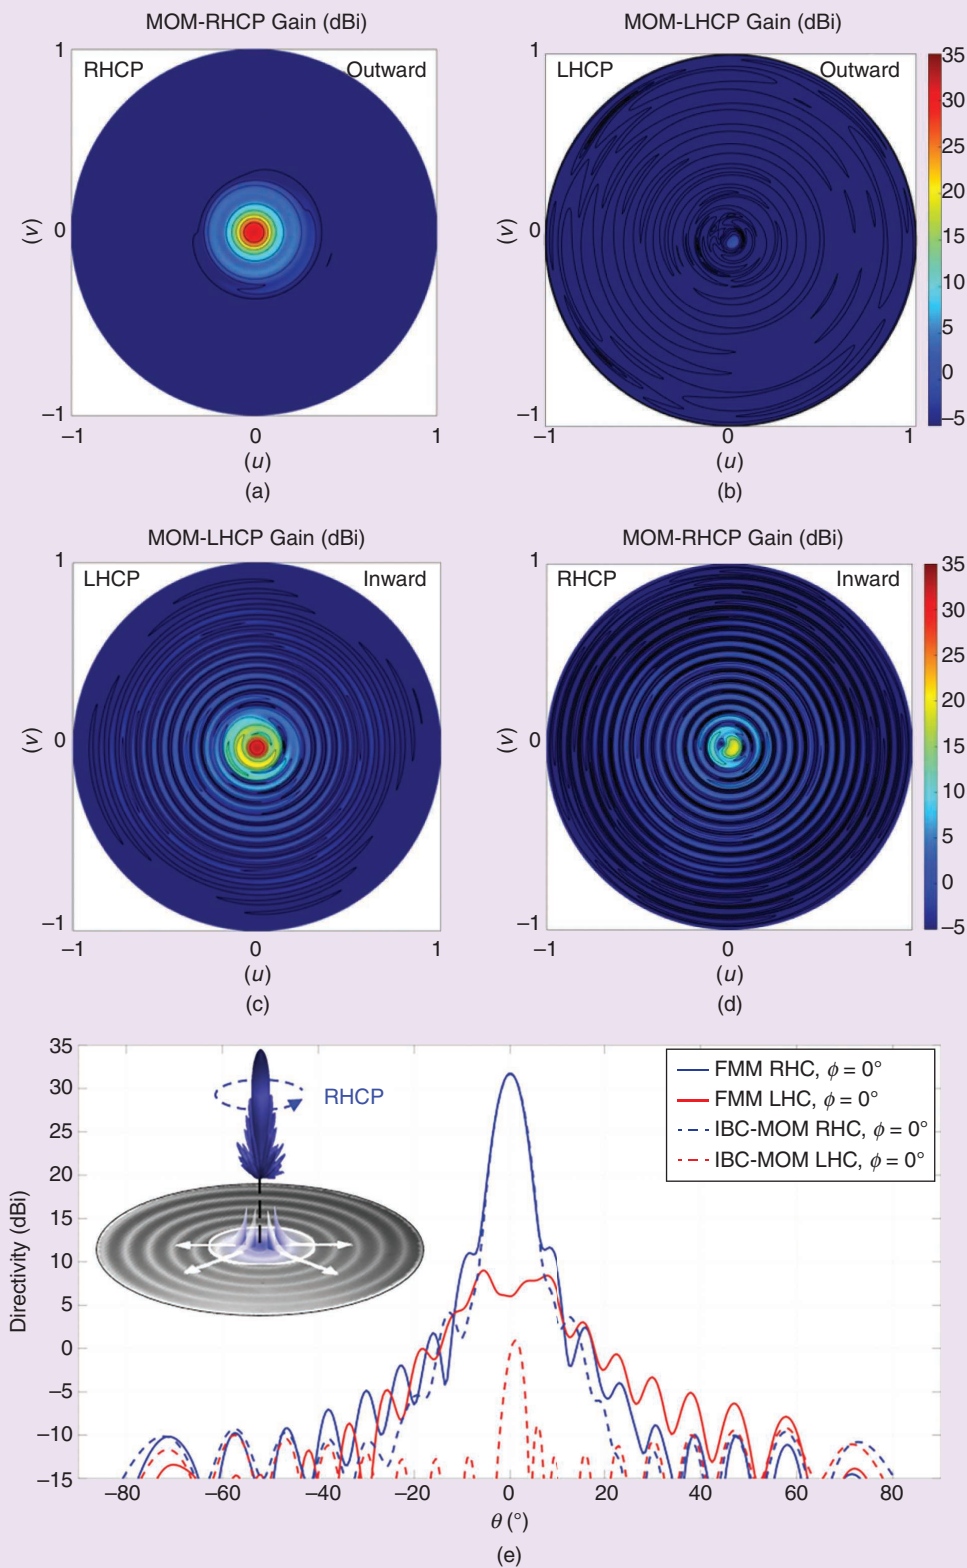 MOM-RHCP Gain (dBi)
MOM-LHCP Gain (dBi)
1
RHCP
Outward
(v)
0
–1
–1
0
1
(u)
(a)
1
LHCP
Outward
(v)
0
–1
–1
0
1
(u)
(b)
35
30
25
20
15
10
5
0
–5
MOM-LHCP Gain (dBi)
MOM-RHCP Gain (dBi)
1
LHCP
Inward
(v)
0
–1
–1
0
1
(u)
(c)
1
RHCP
Inward
(v)
0
–1
–1
0
1
(u)
(d)
35
30
25
20
15
10
5
0
–5
Directivity (dBi)
35
30
25
20
15
10
5
0
–5
–10
–15
RHCP
FMM RHC, ϕ = 0°
FMM LHC, ϕ = 0°
IBC-MOM RHC, ϕ = 0°
IBC-MOM LHC, ϕ = 0°
–80
–60
–40
–20
0
20
40
60
80
θ (°)
(e)